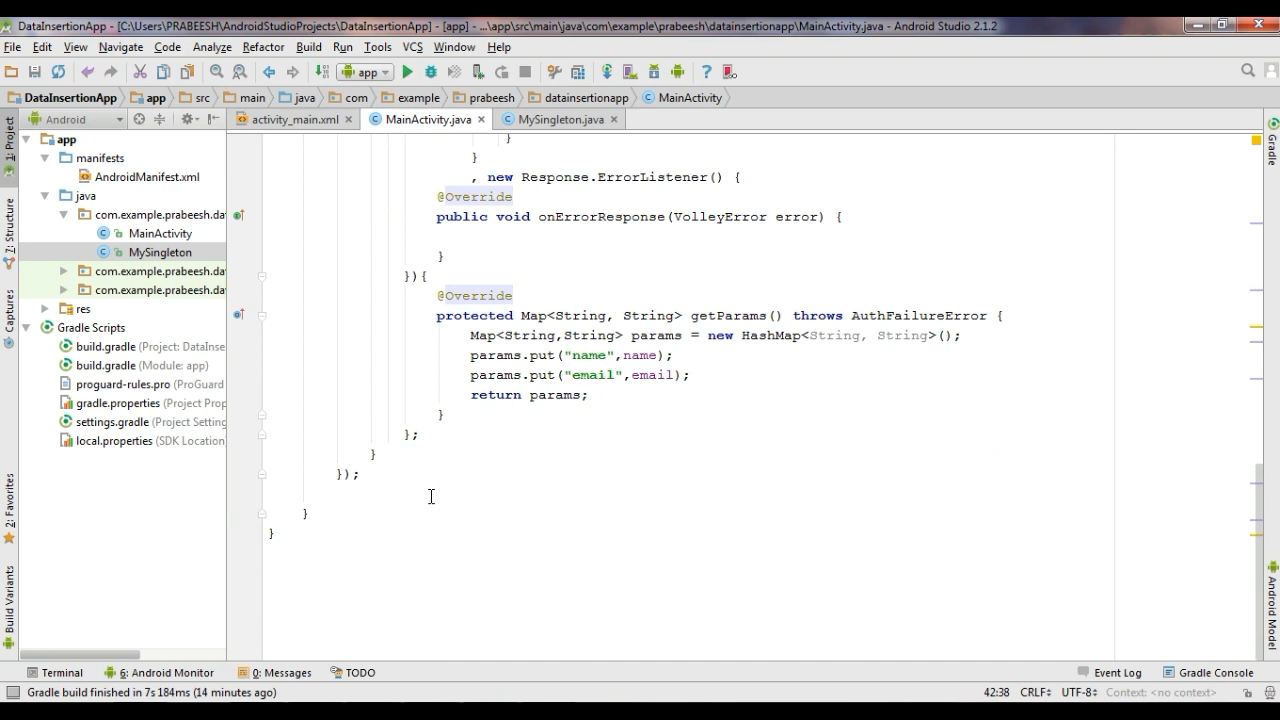 DataInsertionApp - [C:\Users\PRABEESH\AndroidStudioProjects\DataInsertionApp] - [app] - ...\app\src\main\java\com\example\prabeesh\datainsertionapp\MainActivity.java - Android Studio 2.1.2
File Edit View Navigate Code Analyze Refactor Build Run Tools VCS Window Help
app
DataInsertionApp app src main java com example prabeesh datainsertionapp MainActivity
Android activity_main.xml MainActivity.java MySingleton.java
1: Project
7: Structure
Captures
2: Favorites
Build Variants
app
manifests
AndroidManifest.xml
java
com.example.prabeesh.da
MainActivity
MySingleton
com.example.prabeesh.da
com.example.prabeesh.da
res
Gradle Scripts
build.gradle (Project: DataInse
build.gradle (Module: app)
proguard-rules.pro (ProGuard
gradle.properties (Project Prop
settings.gradle (Project Setting
local.properties (SDK Location
}
}
, new Response.ErrorListener() {
@Override
public void onErrorResponse(VolleyError error) {
}
}){
@Override
protected Map<String, String> getParams() throws AuthFailureError {
Map<String,String> params = new HashMap<String, String>();
params.put("name",name);
params.put("email",email);
return params;
}
};
}
});
}
}
Gradle
Android Model
Terminal 6: Android Monitor 0: Messages TODO Event Log Gradle Console
Gradle build finished in 7s 184ms (14 minutes ago) 42:38 CRLF UTF-8 Context: <no context>